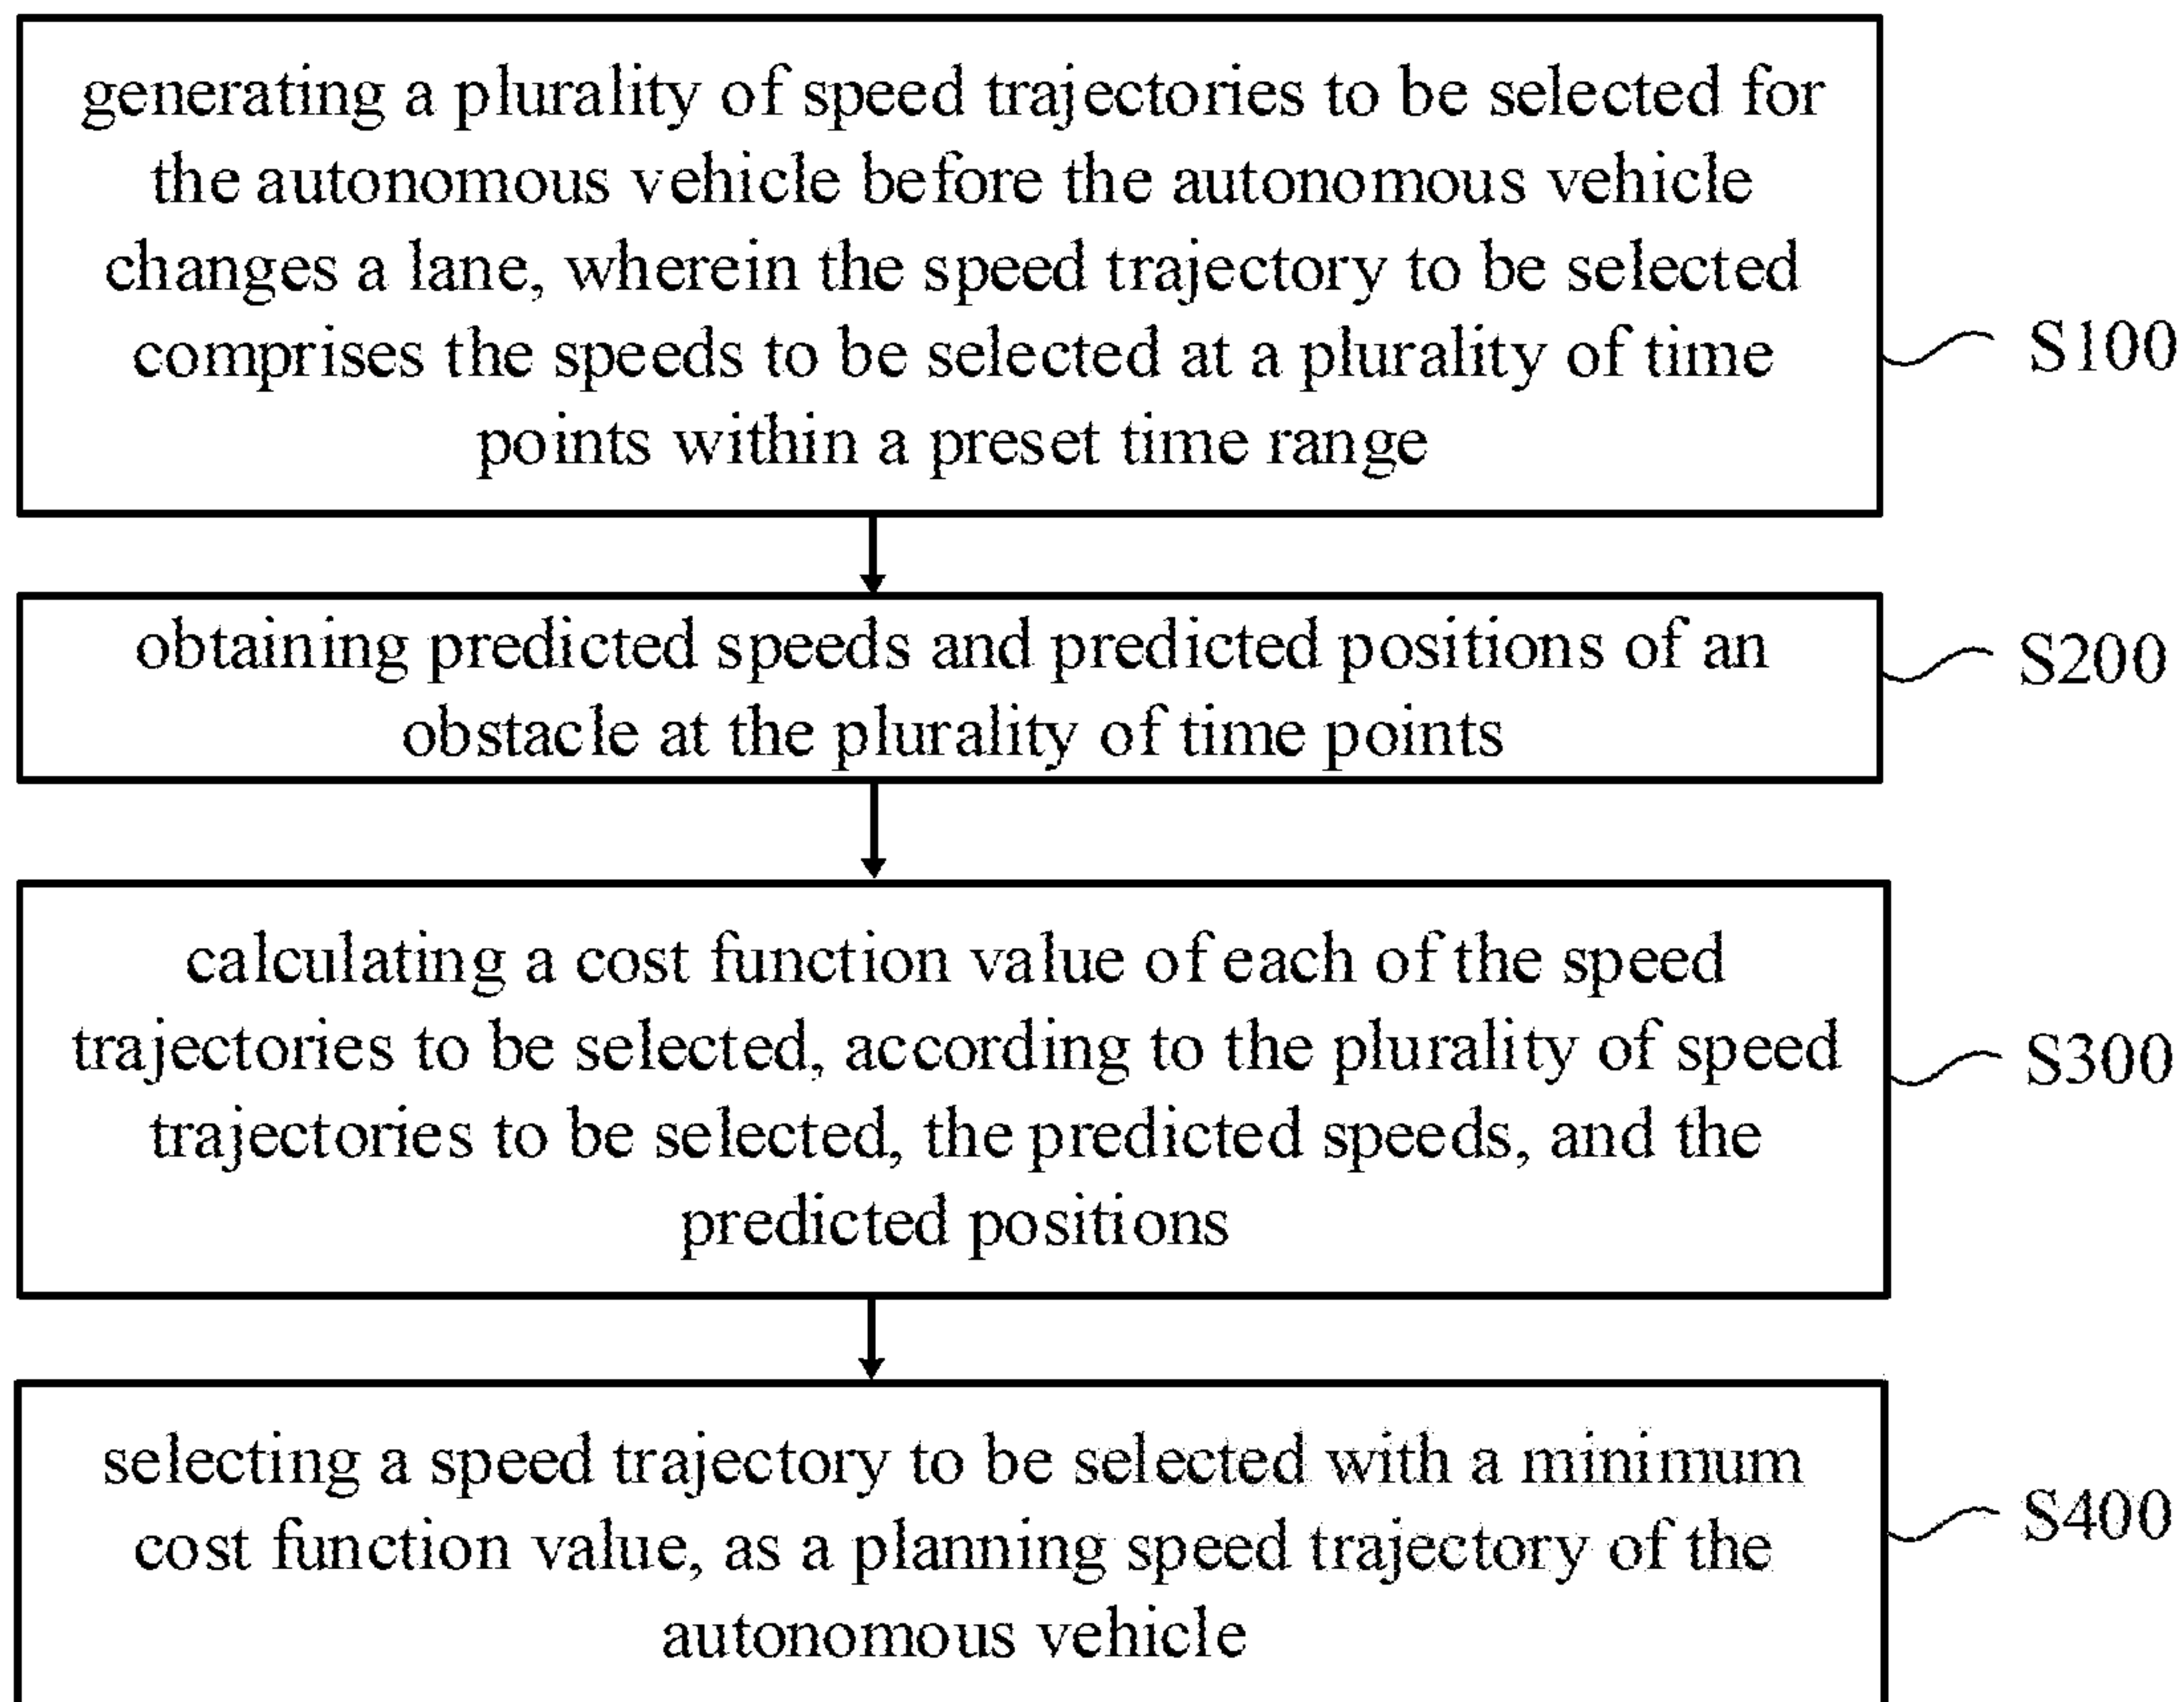 generating a plurality of speed trajectories to be selected for
the autonomous vehicle before the autonomous vehicle
changes a lane, wherein the speed trajectory to be selected
comprises the speeds to be selected at a plurality of time
points within a preset time range
S100
obtaining predicted speeds and predicted positions of an
obstacle at the plurality of time points
S200
calculating a cost function value of each of the speed
trajectories to be selected, according to the plurality of speed
trajectories to be selected, the predicted speeds, and the
predicted positions
S300
selecting a speed trajectory to be selected with a minimum
cost function value, as a planning speed trajectory of the
autonomous vehicle
S400